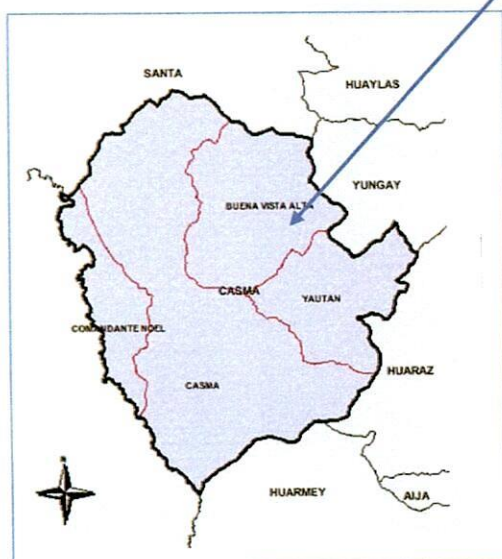 SANTA
HUAYLAS
YUNGAY
BUENA VISTA ALTA
CASMA
YAUTAN
COMANDANTE NOEL
CASMA
HUARAZ
HUARMEY
AIJA